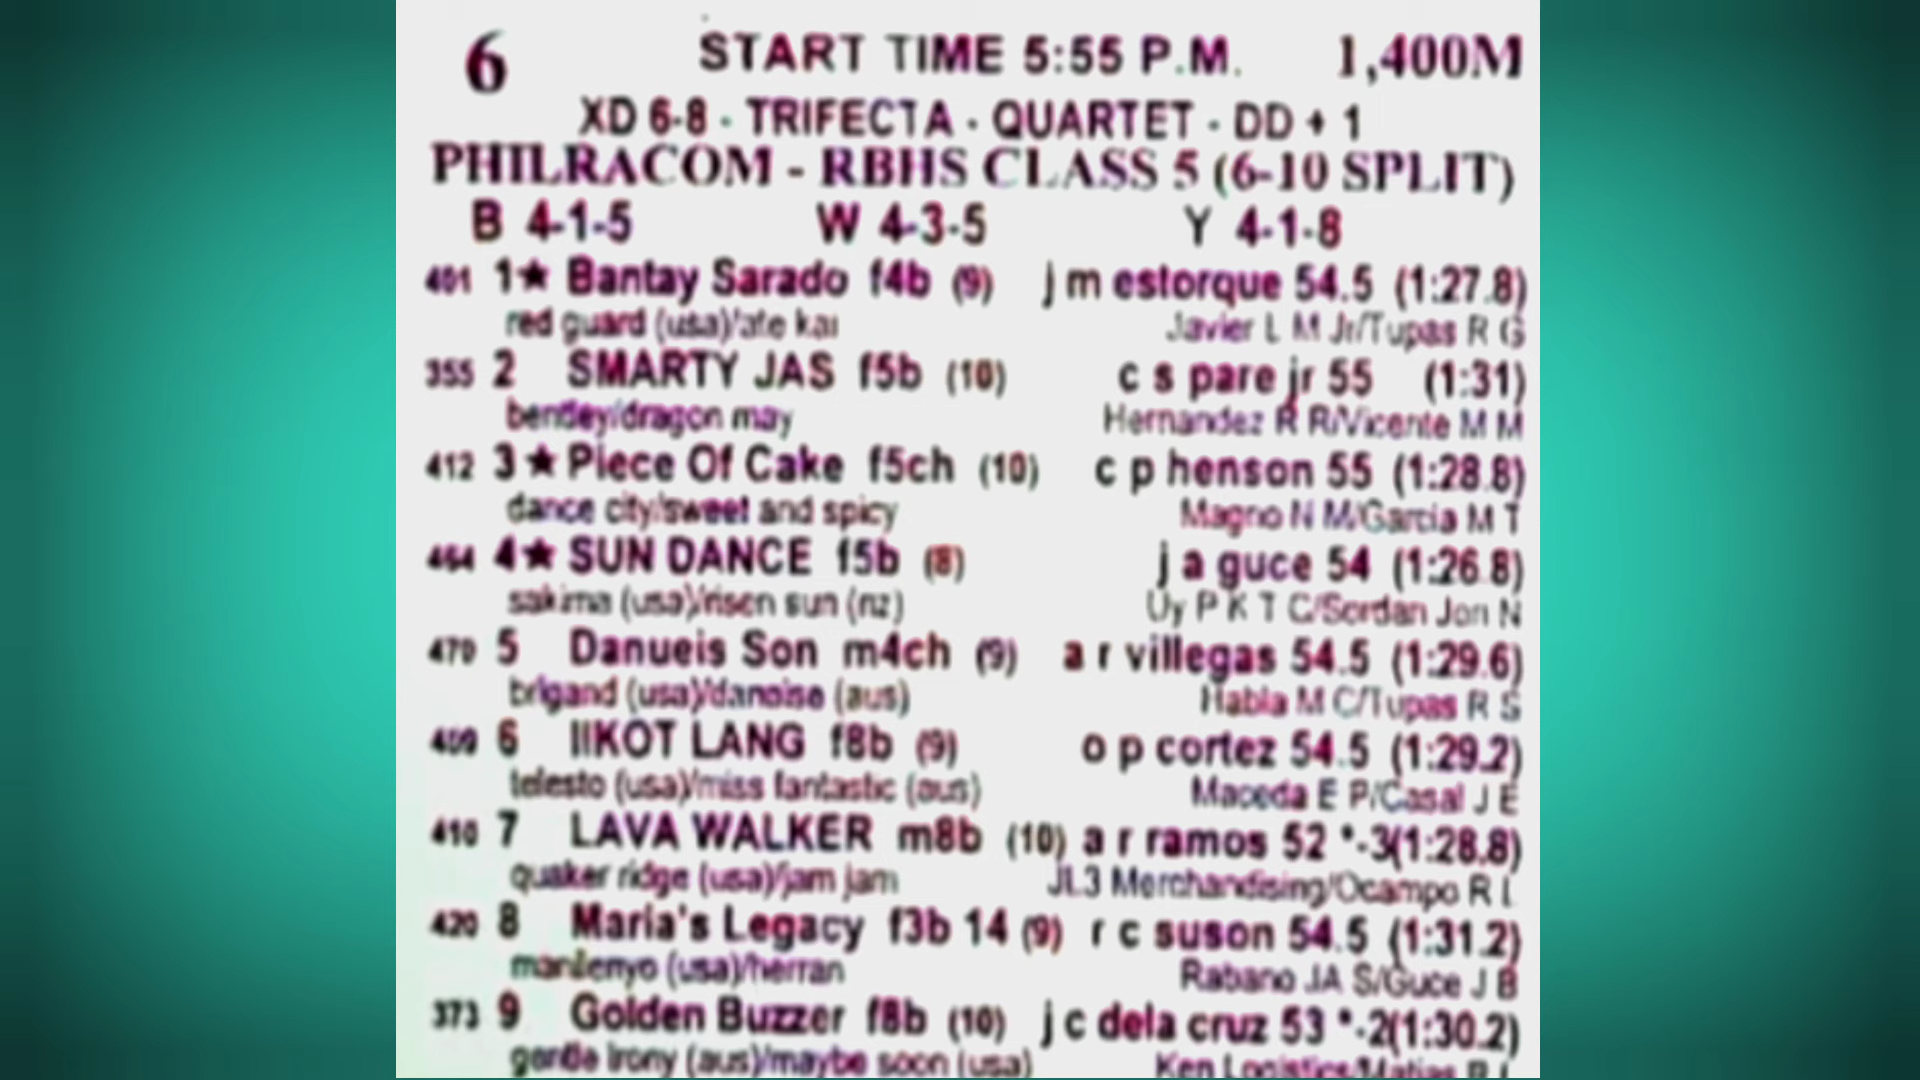 6 START TIME 5:55 P.M. 1,400M
XD 6-8 - TRIFECTA - QUARTET - DD + 1
PHILRACOM - RBHS CLASS 5 (6-10 SPLIT)
B 4-1-5 W 4-3-5 Y 4-1-8
401 1★ Bantay Sarado f4b (9) j m estorque 54.5 (1:27.8)
red guard (usa)/ate kai Javier L M Jr/Tupas R G
355 2 SMARTY JAS f5b (10) c s pare jr 55 (1:31)
bentley/dragon may Hernandez R R/Vicente M M
412 3★ Piece Of Cake f5ch (10) c p henson 55 (1:28.8)
dance city/sweet and spicy Magno N M/Garcia M T
464 4★ SUN DANCE f5b (8) j a guce 54 (1:26.8)
sakima (usa)/risen sun (nz) Uy P K T C/Sordan Jon N
470 5 Danueis Son m4ch (9) a r villegas 54.5 (1:29.6)
brigand (usa)/danoise (aus) Habla M C/Tupas R S
6 IIKOT LANG f8b (9) o p cortez 54.5 (1:29.2)
telesto (usa)/miss fantastic (aus) Maceda E P/Casal J E
410 7 LAVA WALKER m8b (10) a r ramos 52 *-3(1:28.8)
quaker ridge (usa)/jam jam Merchandising/Ocampo R L
420 8 Maria's Legacy f3b 14 (9) r c suson 54.5 (1:31.2)
manilenyo (usa)/herran Rabano JA S/Guce J B
373 9 Golden Buzzer f8b (10) j c dela cruz 53 *-2(1:30.2)
gentle irony (aus)/maybe soon (usa) Ken Logistics/Matias R